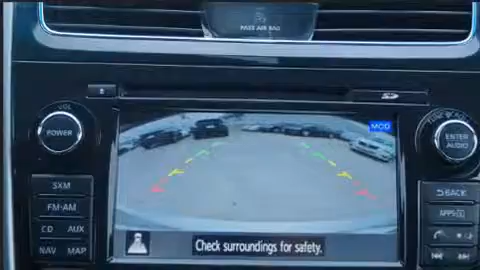 PASS AIR BAG
VOL
POWER
SXM
FM·AM
CD AUX
NAV MAP
MOD
Check surroundings for safety.
ENTER
AUDIO
BACK
APPS